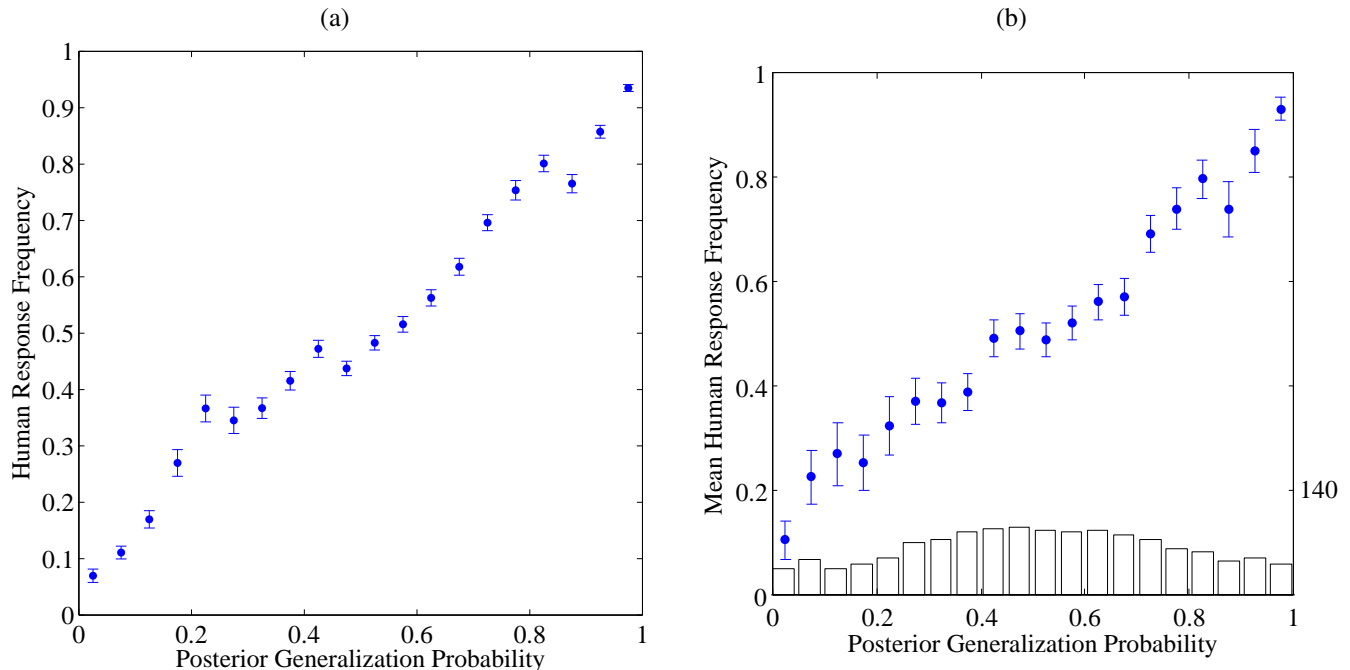 (a)
1
0.9
0.8
0.7
0.6
0.5
0.4
0.3
0.2
0.1
0
Human Response Frequency
0 0.2 0.4 0.6 0.8 1
Posterior Generalization Probability
(b)
1
0.8
0.6
0.4
0.2
0
Mean Human Response Frequency
140
0 0.2 0.4 0.6 0.8 1
Posterior Generalization Probability